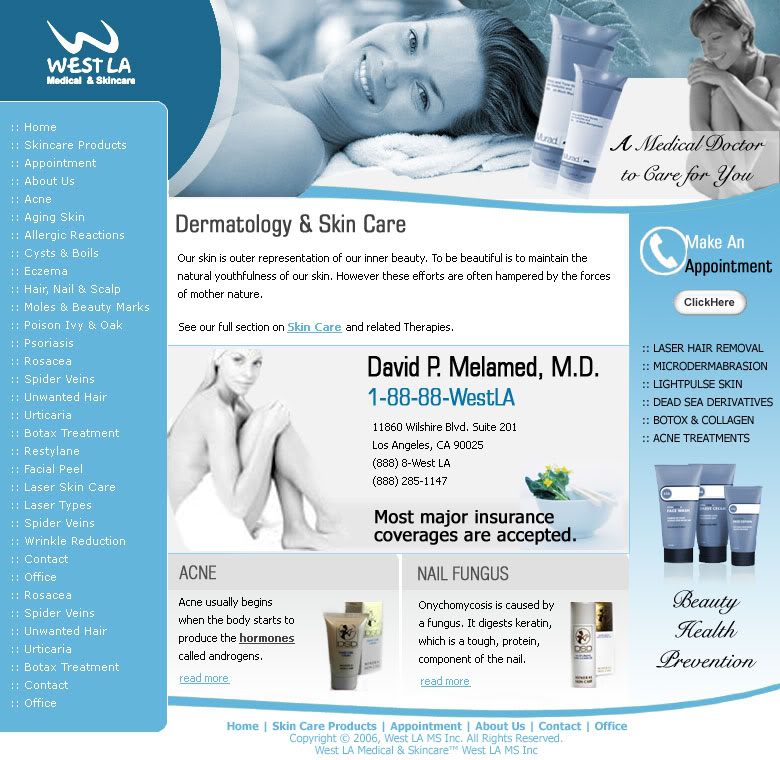 WEST LA
Medical & Skincare
A Medical Doctor
to Care for You
:: Home
:: Skincare Products
:: Appointment
:: About Us
:: Acne
:: Aging Skin
:: Allergic Reactions
:: Cysts & Boils
:: Eczema
:: Hair, Nail & Scalp
:: Moles & Beauty Marks
:: Poison Ivy & Oak
:: Psoriasis
:: Rosacea
:: Spider Veins
:: Unwanted Hair
:: Urticaria
:: Botax Treatment
:: Restylane
:: Facial Peel
:: Laser Skin Care
:: Laser Types
:: Spider Veins
:: Wrinkle Reduction
:: Contact
:: Office
:: Rosacea
:: Spider Veins
:: Unwanted Hair
:: Urticaria
:: Botax Treatment
:: Contact
:: Office
Murad.
Murad.
Dermatology & Skin Care
Our skin is outer representation of our inner beauty. To be beautiful is to maintain the
natural youthfulness of our skin. However these efforts are often hampered by the forces
of mother nature.
See our full section on Skin Care and related Therapies.
David P. Melamed, M.D.
1-88-88-WestLA
11860 Wilshire Blvd. Suite 201
Los Angeles, CA 90025
(888) 8-West LA
(888) 285-1147
Most major insurance
coverages are accepted.
ACNE
Acne usually begins
when the body starts to
produce the hormones
called androgens.
read more
DSD
NAIL FUNGUS
Onychomycosis is caused by
a fungus. It digests keratin,
which is a tough, protein,
component of the nail.
read more
DSD
Make An
Appointment
ClickHere
:: LASER HAIR REMOVAL
:: MICRODERMABRASION
:: LIGHTPULSE SKIN
:: DEAD SEA DERIVATIVES
:: BOTOX & COLLAGEN
:: ACNE TREATMENTS
FACE WASH
Beauty
Health
Prevention
Home | Skin Care Products | Appointment | About Us | Contact | Office
Copyright © 2006, West LA MS Inc. All Rights Reserved.
West LA Medical & Skincare™ West LA MS Inc